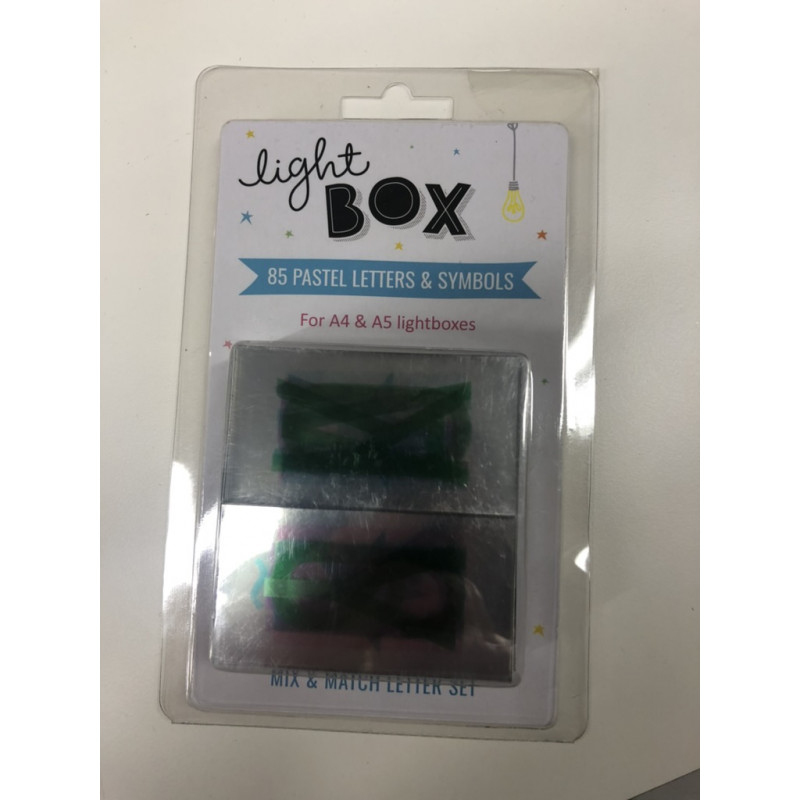 light
BOX
85 PASTEL LETTERS & SYMBOLS
For A4 & A5 lightboxes
MIX & MATCH LETTER SET